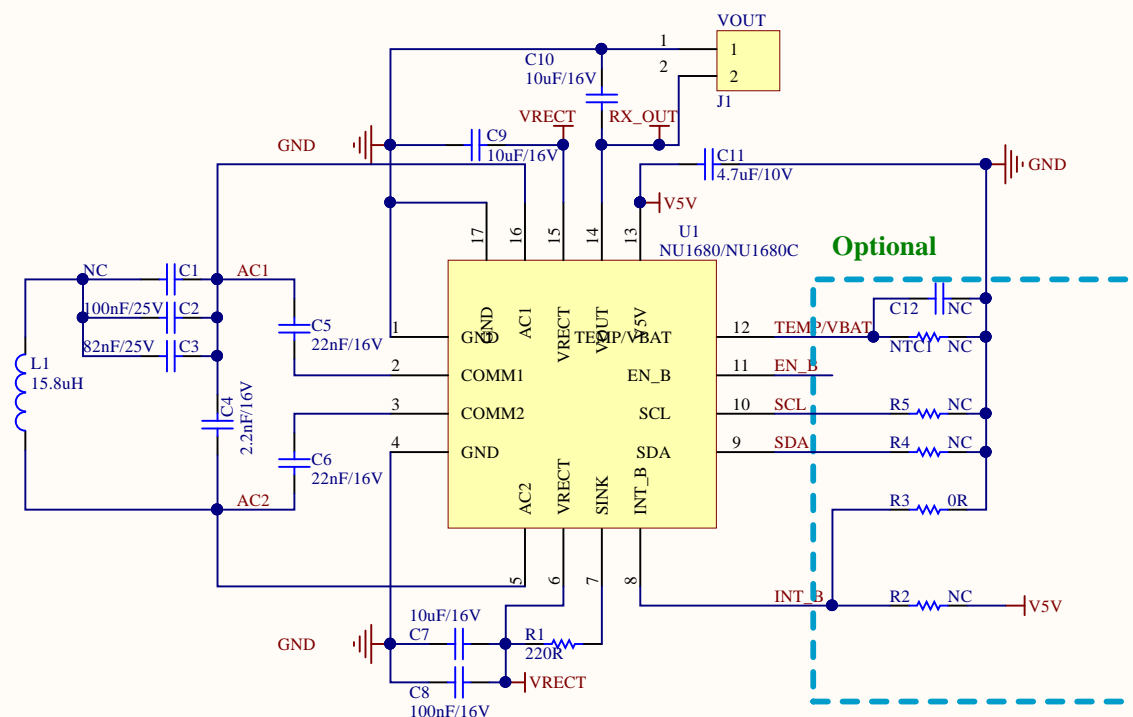 VOUT
1
1
2
2
J1
C10
10uF/16V
VRECT
RX_OUT
GND
C9
10uF/16V
C11
4.7uF/10V
GND
V5V
17
16
15
14
13
U1
NU1680/NU1680C
Optional
NC
C1
AC1
100nF/25V
C2
82nF/25V
C3
C5
22nF/16V
L1
15.8uH
C4
2.2nF/16V
C6
22nF/16V
AC2
1
GND
2
COMM1
3
COMM2
4
GND
GND
AC1
VRECT
VOUT
V5V
TEMP/VBAT
EN_B
SCL
SDA
AC2
VRECT
SINK
INT_B
12
TEMP/VBAT
11
EN_B
10
SCL
9
SDA
C12
NC
NTC1
NC
R5
NC
R4
NC
R3
0R
5
6
7
8
INT_B
R2
NC
V5V
10uF/16V
GND
C7
R1
220R
C8
100nF/16V
VRECT